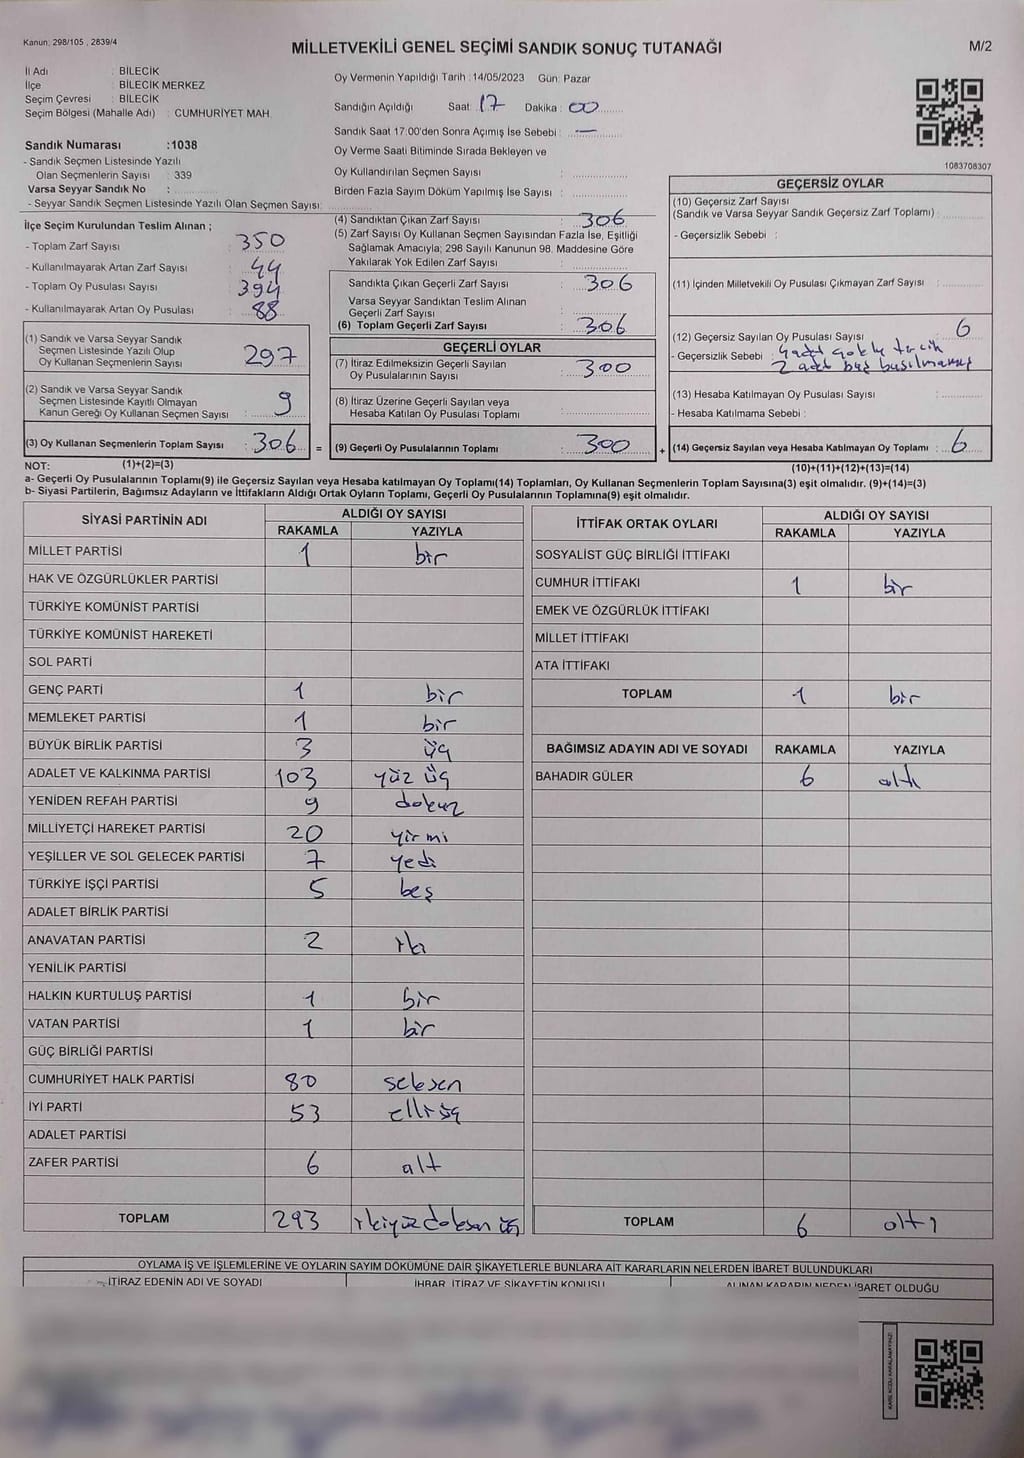 Kanun: 298/105 , 2839/4
MİLLETVEKİLİ GENEL SEÇİMİ SANDIK SONUÇ TUTANAĞI
M/2
İl Adı : BİLECİK
İlçe BİLECİK MERKEZ
Seçim Çevresi : BİLECİK
Seçim Bölgesi (Mahalle Adı) : CUMHURİYET MAH.
Sandık Numarası :1038
- Sandık Seçmen Listesinde Yazılı
Olan Seçmenlerin Sayısı : 339
Varsa Seyyar Sandık No :
- Seyyar Sandık Seçmen Listesinde Yazılı Olan Seçmen Sayısı:
İlçe Seçim Kurulundan Teslim Alınan ;
- Toplam Zarf Sayısı : 350
- Kullanılmayarak Artan Zarf Sayısı : 44
- Toplam Oy Pusulası Sayısı : 394
- Kullanılmayarak Artan Oy Pusulası : 88
(1) Sandık ve Varsa Seyyar Sandık
Seçmen Listesinde Yazılı Olup
Oy Kullanan Seçmenlerin Sayısı : 297
(2) Sandık ve Varsa Seyyar Sandık
Seçmen Listesinde Kayıtlı Olmayan
Kanun Gereği Oy Kullanan Seçmen Sayısı : 9
(3) Oy Kullanan Seçmenlerin Toplam Sayısı : 306 =
Oy Vermenin Yapıldığı Tarih :14/05/2023 Gün: Pazar
Sandığın Açıldığı Saat: 17 Dakika : 00
Sandık Saat 17:00'den Sonra Açımış İse Sebebi : —
Oy Verme Saati Bitiminde Sırada Bekleyen ve
Oy Kullandırılan Seçmen Sayısı :
Birden Fazla Sayım Döküm Yapılmış İse Sayısı :
(4) Sandıktan Çıkan Zarf Sayısı : 306
(5) Zarf Sayısı Oy Kullanan Seçmen Sayısından Fazla İse, Eşitliği
Sağlamak Amacıyla; 298 Sayılı Kanunun 98. Maddesine Göre
Yakılarak Yok Edilen Zarf Sayısı :
Sandıkta Çıkan Geçerli Zarf Sayısı : 306
Varsa Seyyar Sandıktan Teslim Alınan
Geçerli Zarf Sayısı :
(6) Toplam Geçerli Zarf Sayısı : 306
GEÇERLİ OYLAR
(7) İtiraz Edilmeksizin Geçerli Sayılan
Oy Pusulalarının Sayısı : 300
(8) İtiraz Üzerine Geçerli Sayılan veya
Hesaba Katılan Oy Pusulası Toplamı :
(9) Geçerli Oy Pusulalarının Toplamı : 300 +
1083708307
GEÇERSİZ OYLAR
(10) Geçersiz Zarf Sayısı
(Sandık ve Varsa Seyyar Sandık Geçersiz Zarf Toplamı) :
- Geçersizlik Sebebi :
(11) İçinden Milletvekili Oy Pusulası Çıkmayan Zarf Sayısı :
(12) Geçersiz Sayılan Oy Pusulası Sayısı : 6
- Geçersizlik Sebebi : 4 adet çoklu tercih
2 adet boş basılmamış
(13) Hesaba Katılmayan Oy Pusulası Sayısı :
- Hesaba Katılmama Sebebi :
(14) Geçersiz Sayılan veya Hesaba Katılmayan Oy Toplamı : 6
NOT: (1)+(2)=(3)
(10)+(11)+(12)+(13)=(14)
a- Geçerli Oy Pusulalarının Toplamı(9) ile Geçersiz Sayılan veya Hesaba katılmayan Oy Toplamı(14) Toplamları, Oy Kullanan Seçmenlerin Toplam Sayısına(3) eşit olmalıdır. (9)+(14)=(3)
b- Siyasi Partilerin, Bağımsız Adayların ve İttifakların Aldığı Ortak Oyların Toplamı, Geçerli Oy Pusulalarının Toplamına(9) eşit olmalıdır.
SİYASİ PARTİNİN ADI
ALDIĞI OY SAYISI
RAKAMLA YAZIYLA
MİLLET PARTİSİ 1 bir
HAK VE ÖZGÜRLÜKLER PARTİSİ
TÜRKİYE KOMÜNİST PARTİSİ
TÜRKİYE KOMÜNİST HAREKETİ
SOL PARTİ
GENÇ PARTİ 1 bir
MEMLEKET PARTİSİ 1 bir
BÜYÜK BİRLİK PARTİSİ 3 üç
ADALET VE KALKINMA PARTİSİ 103 yüz üç
YENİDEN REFAH PARTİSİ 9 dokuz
MİLLİYETÇİ HAREKET PARTİSİ 20 yirmi
YEŞİLLER VE SOL GELECEK PARTİSİ 7 yedi
TÜRKİYE İŞÇİ PARTİSİ 5 beş
ADALET BİRLİK PARTİSİ
ANAVATAN PARTİSİ 2 iki
YENİLİK PARTİSİ
HALKIN KURTULUŞ PARTİSİ 1 bir
VATAN PARTİSİ 1 bir
GÜÇ BİRLİĞİ PARTİSİ
CUMHURİYET HALK PARTİSİ 80 seksen
İYİ PARTİ 53 elli üç
ADALET PARTİSİ
ZAFER PARTİSİ 6 altı
TOPLAM 293 ikiyüzdoksan üç
İTTİFAK ORTAK OYLARI
ALDIĞI OY SAYISI
RAKAMLA YAZIYLA
SOSYALİST GÜÇ BİRLİĞİ İTTİFAKI
CUMHUR İTTİFAKI 1 bir
EMEK VE ÖZGÜRLÜK İTTİFAKI
MİLLET İTTİFAKI
ATA İTTİFAKI
TOPLAM 1 bir
BAĞIMSIZ ADAYIN ADI VE SOYADI RAKAMLA YAZIYLA
BAHADIR GÜLER 6 altı
TOPLAM 6 altı
OYLAMA İŞ VE İŞLEMLERİNE VE OYLARIN SAYIM DÖKÜMÜNE DAİR ŞİKAYETLERLE BUNLARA AİT KARARLARIN NELERDEN İBARET BULUNDUKLARI
İTİRAZ EDENİN ADI VE SOYADI İHBAR, İTİRAZ VE ŞİKAYETİN KONUSU ALINAN KARARIN NEDEN İBARET OLDUĞU